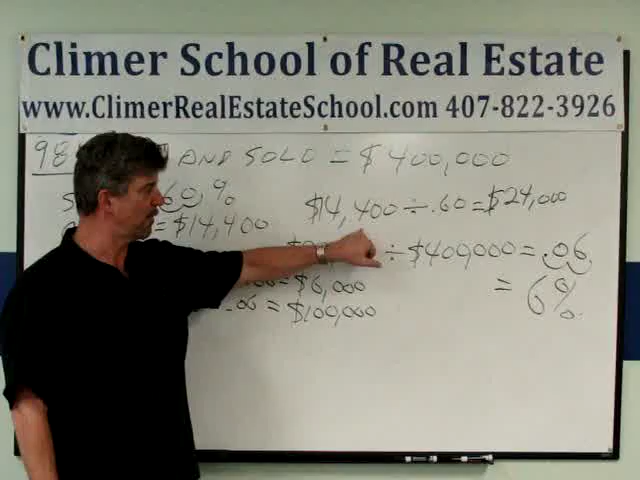 Climer School of Real Estate
www.ClimerRealEstateSchool.com 407-822-3926
AND SOLD = $400,000
60% $14,400 ÷ .60 = $24,000
= $14,400
÷ $400,000 = .06
= $6,000 = 6%
.06 = $100,000